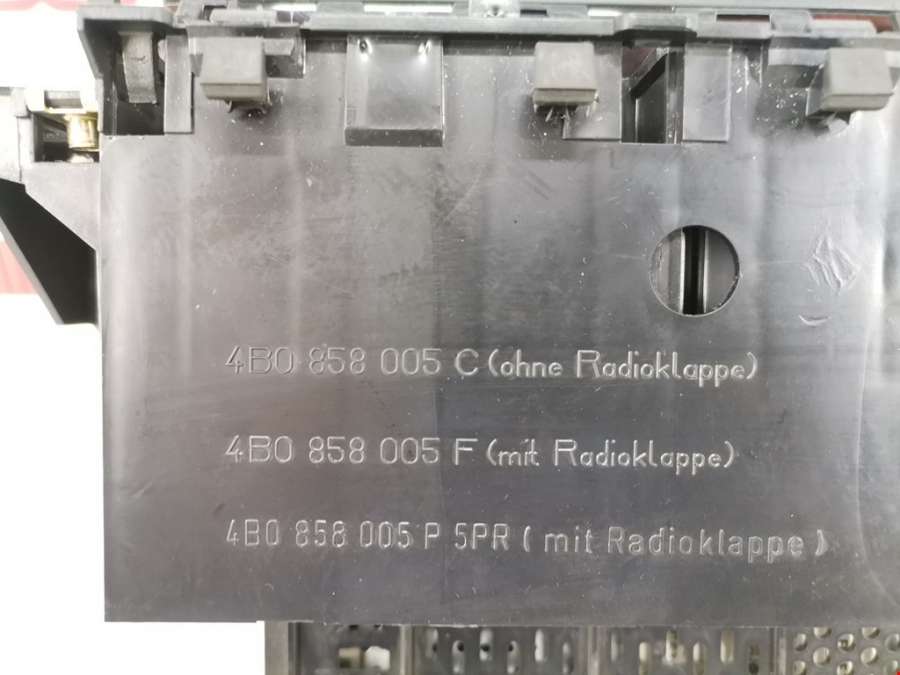 4B0 858 005 C (ohne Radioklappe)
4B0 858 005 F (mit Radioklappe)
4B0 858 005 P 5PR ( mit Radioklappe )